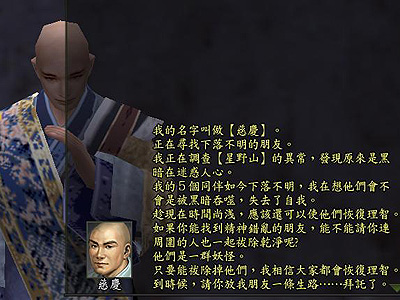 我的名字叫做【慈慶】。
正在尋找下落不明的朋友。
我正在調查【星野山】的異常，發現原來是黑
暗在迷惑人心。
我的５個同伴如今下落不明，我在想他們會不
會是被黑暗吞噬，失去了自我。
趁現在時間尚淺，應該還可以使他們恢復理智。
如果你能找到精神錯亂的朋友，能不能請你連
周圍的人也一起拔除乾淨呢?
他們是一群妖怪。
只要能拔除掉他們，我相信大家都會恢復理智。
到時候，請你放我朋友一條生路……拜託了。
慈慶